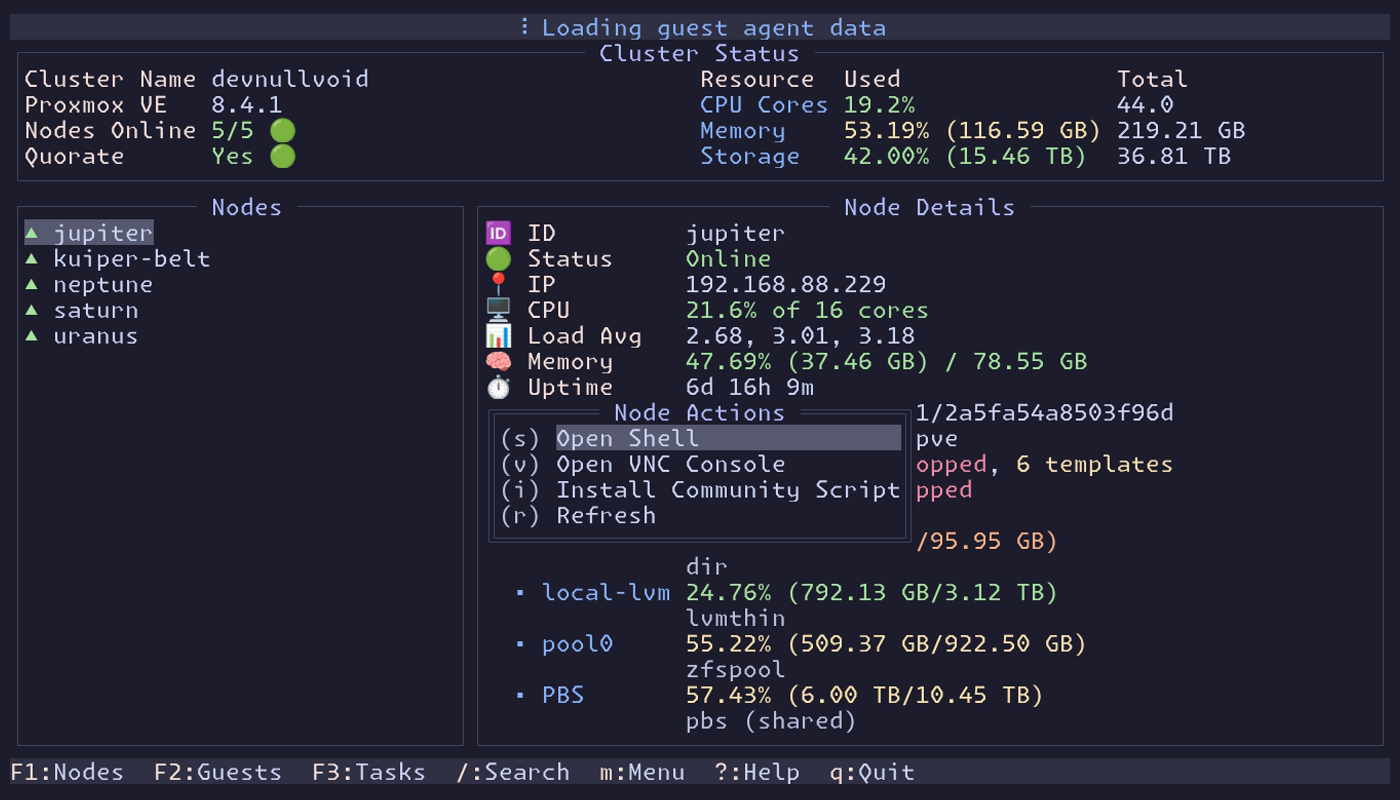 Loading guest agent data
Cluster Status
Cluster Name devnullvoid
Proxmox VE 8.4.1
Nodes Online 5/5
Quorate Yes
Resource Used Total
CPU Cores 19.2% 44.0
Memory 53.19% (116.59 GB) 219.21 GB
Storage 42.00% (15.46 TB) 36.81 TB
Nodes
jupiter
kuiper-belt
neptune
saturn
uranus
Node Details
🆔 ID jupiter
Status Online
IP 192.168.88.229
CPU 21.6% of 16 cores
Load Avg 2.68, 3.01, 3.18
Memory 47.69% (37.46 GB) / 78.55 GB
Uptime 6d 16h 9m
1/2a5fa54a8503f96d
pve
opped, 6 templates
pped
/95.95 GB)
Node Actions
(s) Open Shell
(v) Open VNC Console
(i) Install Community Script
(r) Refresh
dir
▪ local-lvm 24.76% (792.13 GB/3.12 TB)
lvmthin
▪ pool0 55.22% (509.37 GB/922.50 GB)
zfspool
▪ PBS 57.43% (6.00 TB/10.45 TB)
pbs (shared)
F1:Nodes F2:Guests F3:Tasks /:Search m:Menu ?:Help q:Quit